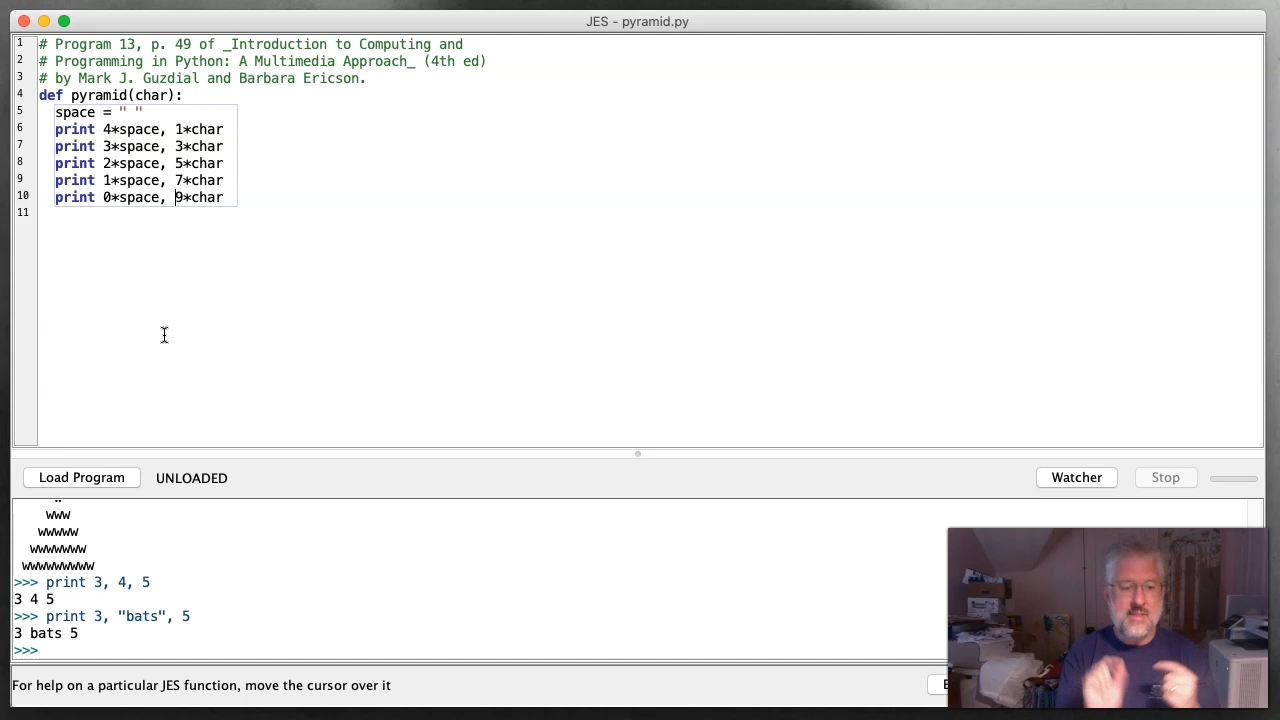 JES - pyramid.py
1 # Program 13, p. 49 of _Introduction to Computing and
2 # Programming in Python: A Multimedia Approach_ (4th ed)
3 # by Mark J. Guzdial and Barbara Ericson.
4 def pyramid(char):
5   space = " "
6   print 4*space, 1*char
7   print 3*space, 3*char
8   print 2*space, 5*char
9   print 1*space, 7*char
10   print 0*space, 9*char
11
Load Program UNLOADED Watcher Stop
    www
   wwwww
  wwwwwww
 wwwwwwwww
>>> print 3, 4, 5
3 4 5
>>> print 3, "bats", 5
3 bats 5
>>>
For help on a particular JES function, move the cursor over it